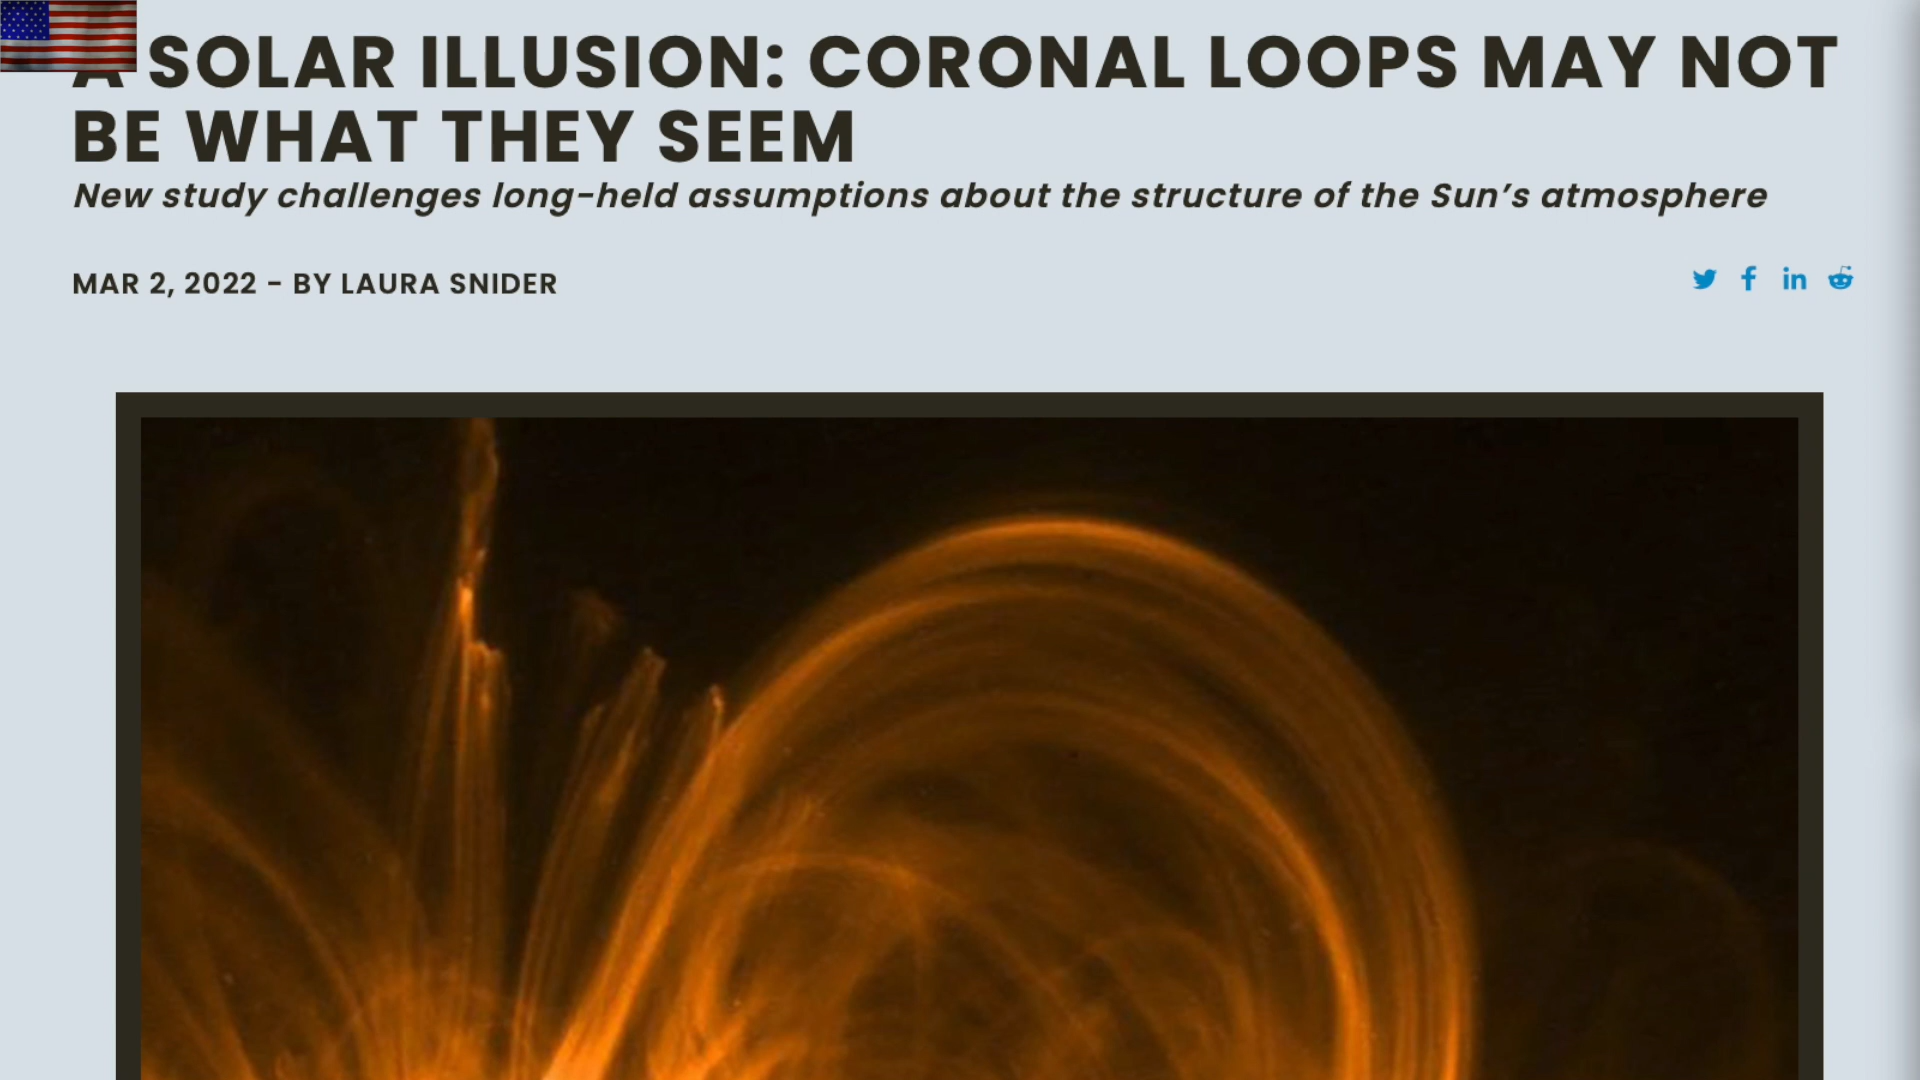 A SOLAR ILLUSION: CORONAL LOOPS MAY NOT
BE WHAT THEY SEEM
New study challenges long-held assumptions about the structure of the Sun’s atmosphere
MAR 2, 2022 - BY LAURA SNIDER